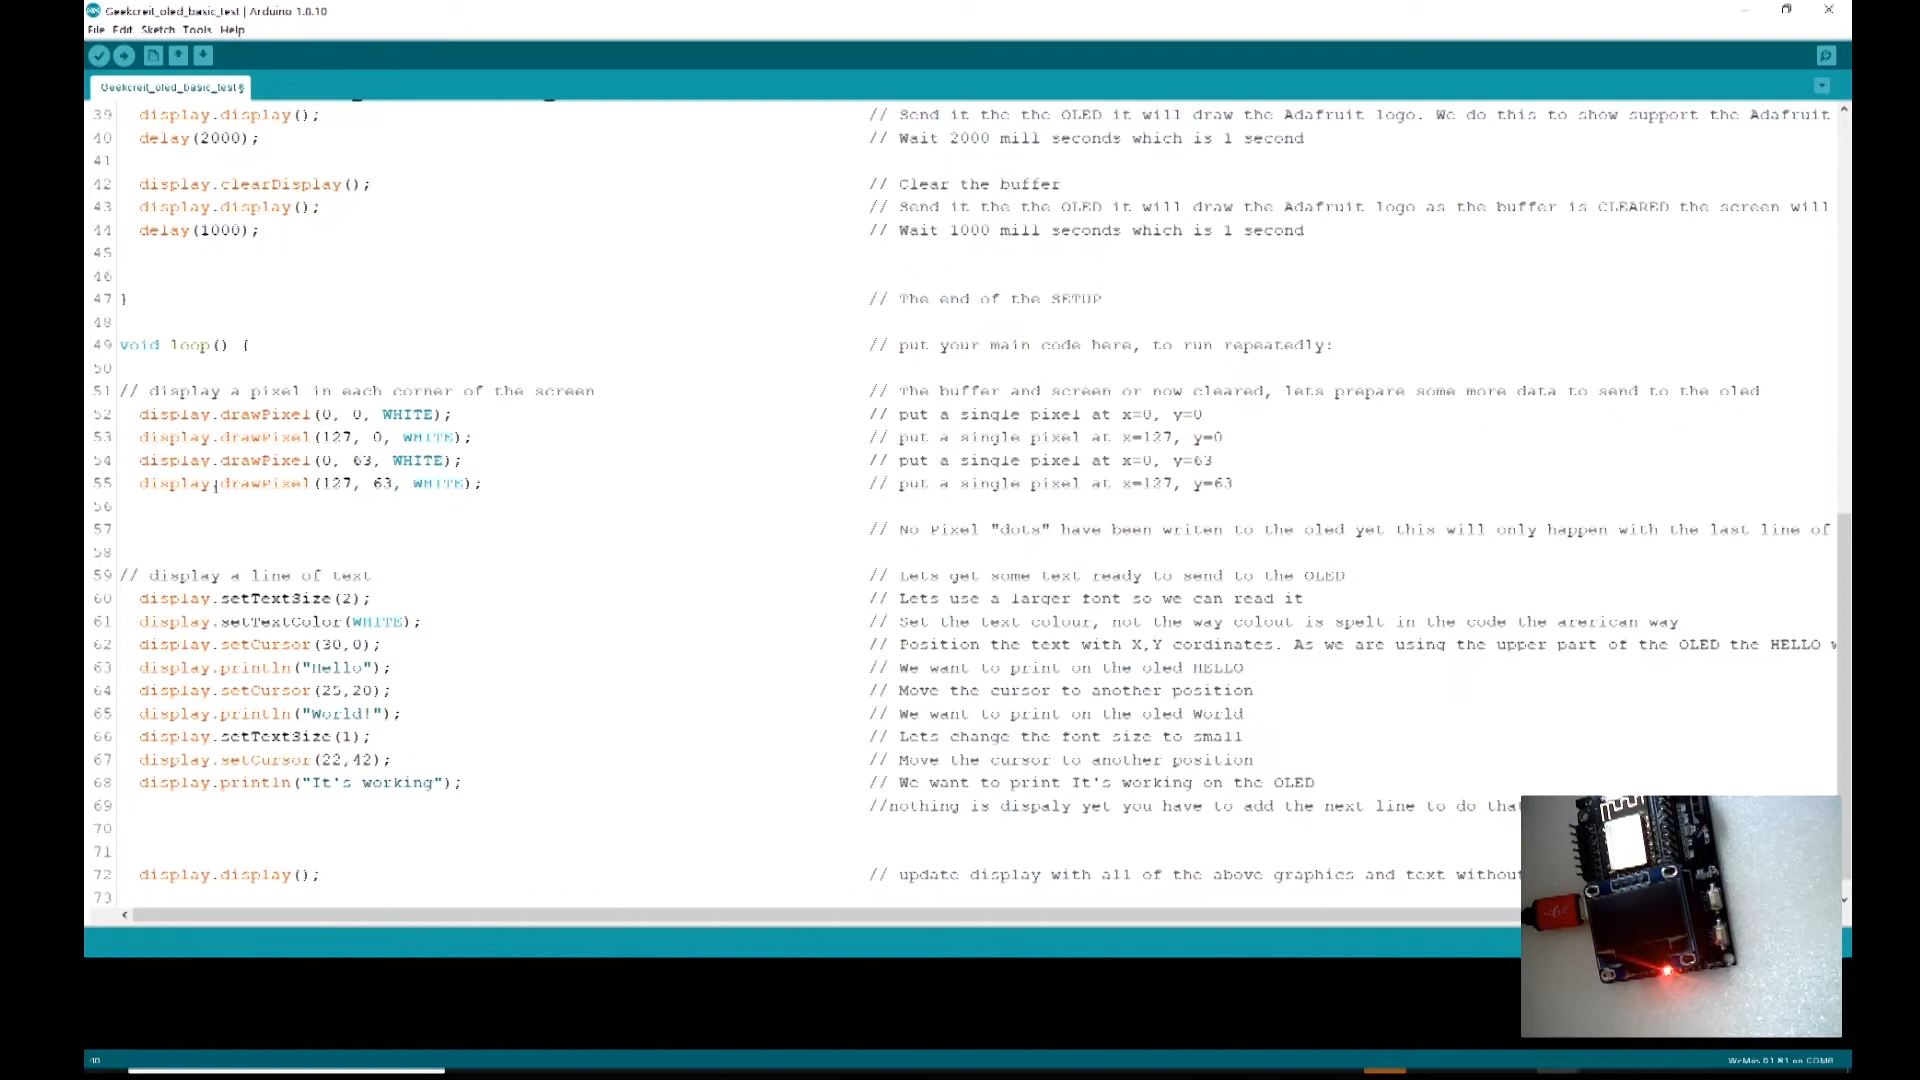 Geekcreit_oled_basic_test | Arduino 1.8.10
File Edit Sketch Tools Help
Geekcreit_oled_basic_test §
39 display.display(); // Send it the the OLED it will draw the Adafruit logo. We do this to show support the Adafruit
40 delay(2000); // Wait 2000 mill seconds which is 1 second
41
42 display.clearDisplay(); // Clear the buffer
43 display.display(); // Send it the the OLED it will draw the Adafruit logo as the buffer is CLEARED the screen will
44 delay(1000); // Wait 1000 mill seconds which is 1 second
45
46
47 } // The end of the SETUP
48
49 void loop() { // put your main code here, to run repeatedly:
50
51 // display a pixel in each corner of the screen // The buffer and screen or now cleared, lets prepare some more data to send to the oled
52 display.drawPixel(0, 0, WHITE); // put a single pixel at x=0, y=0
53 display.drawPixel(127, 0, WHITE); // put a single pixel at x=127, y=0
54 display.drawPixel(0, 63, WHITE); // put a single pixel at x=0, y=63
55 display.drawPixel(127, 63, WHITE); // put a single pixel at x=127, y=63
56
57 // No Pixel "dots" have been writen to the oled yet this will only happen with the last line of
58
59 // display a line of text // Lets get some text ready to send to the OLED
60 display.setTextSize(2); // Lets use a larger font so we can read it
61 display.setTextColor(WHITE); // Set the text colour, not the way colout is spelt in the code the arerican way
62 display.setCursor(30,0); // Position the text with X,Y cordinates. As we are using the upper part of the OLED the HELLO w
63 display.println("Hello"); // We want to print on the oled HELLO
64 display.setCursor(25,20); // Move the cursor to another position
65 display.println("World!"); // We want to print on the oled World
66 display.setTextSize(1); // Lets change the font size to small
67 display.setCursor(22,42); // Move the cursor to another position
68 display.println("It's working"); // We want to print It's working on the OLED
69 //nothing is dispaly yet you have to add the next line to do that
70
71
72 display.display(); // update display with all of the above graphics and text without
73
40 WeMos D1 R1 on COM8